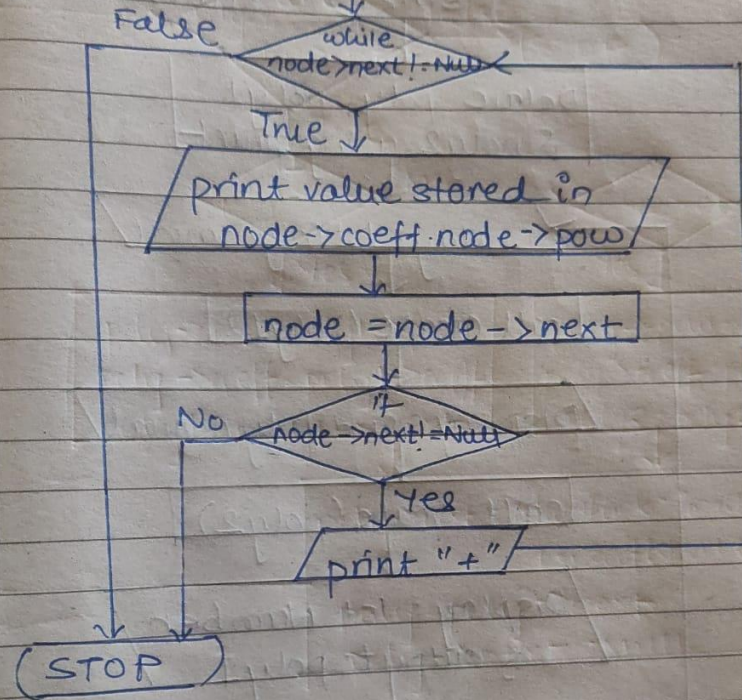 False
while
node>next!=Null
True
print value stored in
node->coeff.node->pow
node = node -> next
if
No
node ->next!=Null
Yes
print "+"
STOP